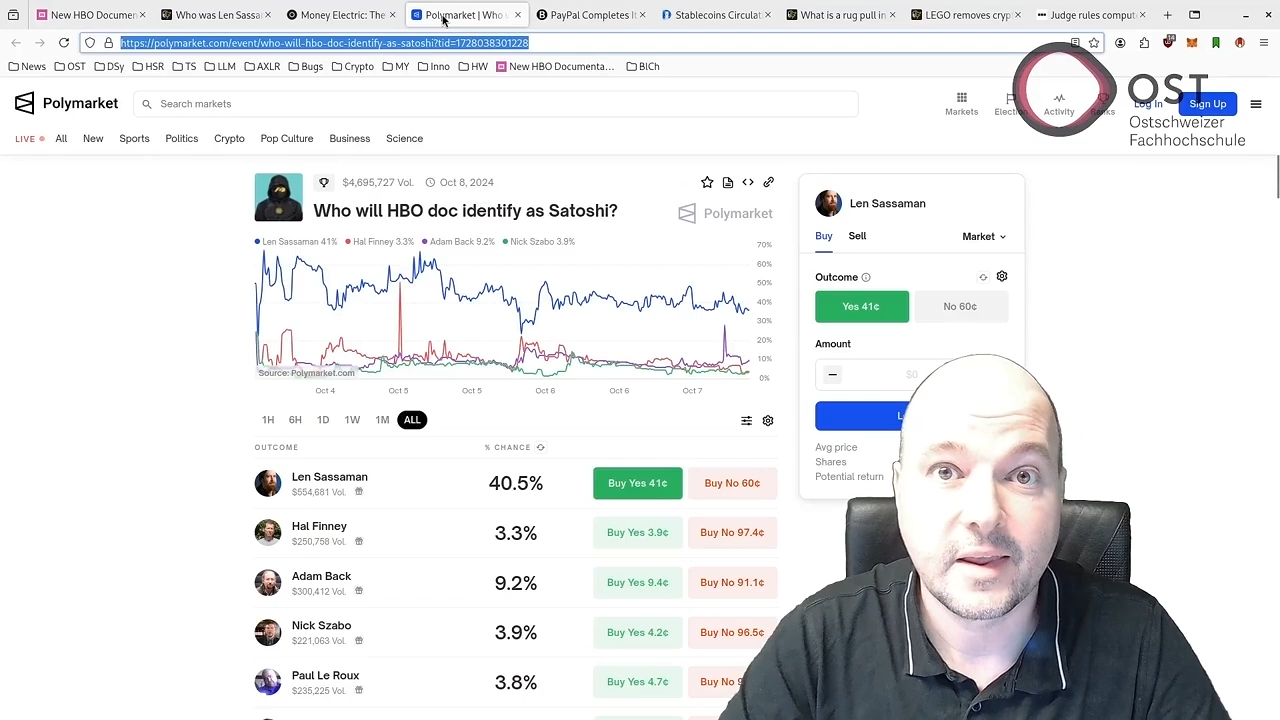 New HBO Documen
Who was Len Sassa
Money Electric: The
Polymarket | Who
PayPal Completes It
Stablecoins Circulat
What is a rug pull in
LEGO removes cryp
Judge rules comput
https://polymarket.com/event/who-will-hbo-doc-identify-as-satoshi?tid=1728038301228
News OST DSy HSR TS LLM AXLR Bugs Crypto MY Inno HW New HBO Documenta... BICh
Polymarket
Search markets
Markets
Election
Activity
Ranks
Log In
Sign Up
OST
Ostschweizer
Fachhochschule
LIVE All New Sports Politics Crypto Pop Culture Business Science
$4,695,727 Vol. Oct 8, 2024
Who will HBO doc identify as Satoshi?
Polymarket
Len Sassaman 41% Hal Finney 3.3% Adam Back 9.2% Nick Szabo 3.9%
70%
60%
50%
40%
30%
20%
10%
0%
Source: Polymarket.com
Oct 4 Oct 5 Oct 5 Oct 6 Oct 6 Oct 7
1H 6H 1D 1W 1M ALL
OUTCOME % CHANCE
Len Sassaman
$554,681 Vol.
40.5%
Buy Yes 41¢
Buy No 60¢
Hal Finney
$250,758 Vol.
3.3%
Buy Yes 3.9¢
Buy No 97.4¢
Adam Back
$300,412 Vol.
9.2%
Buy Yes 9.4¢
Buy No 91.1¢
Nick Szabo
$221,063 Vol.
3.9%
Buy Yes 4.2¢
Buy No 96.5¢
Paul Le Roux
$235,225 Vol.
3.8%
Buy Yes 4.7¢
Buy No
Len Sassaman
Buy Sell Market
Outcome
Yes 41¢ No 60¢
Amount
$0
Avg price
Shares
Potential return